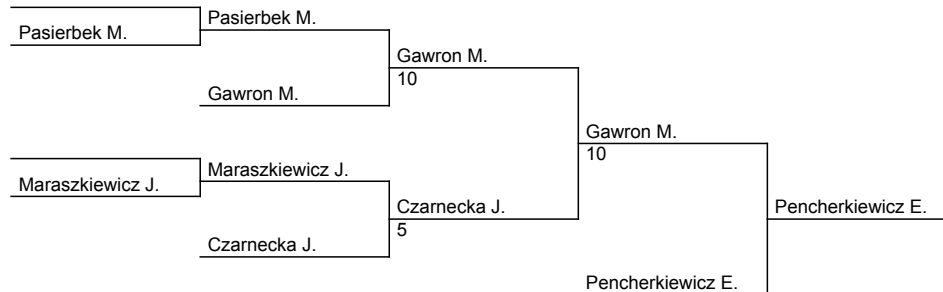 Pasierbek M.
Pasierbek M.
Gawron M.
10
Gawron M.
Gawron M.
10
Maraszkiewicz J.
Maraszkiewicz J.
Czarnecka J.
5
Pencherkiewicz E.
Czarnecka J.
Pencherkiewicz E.